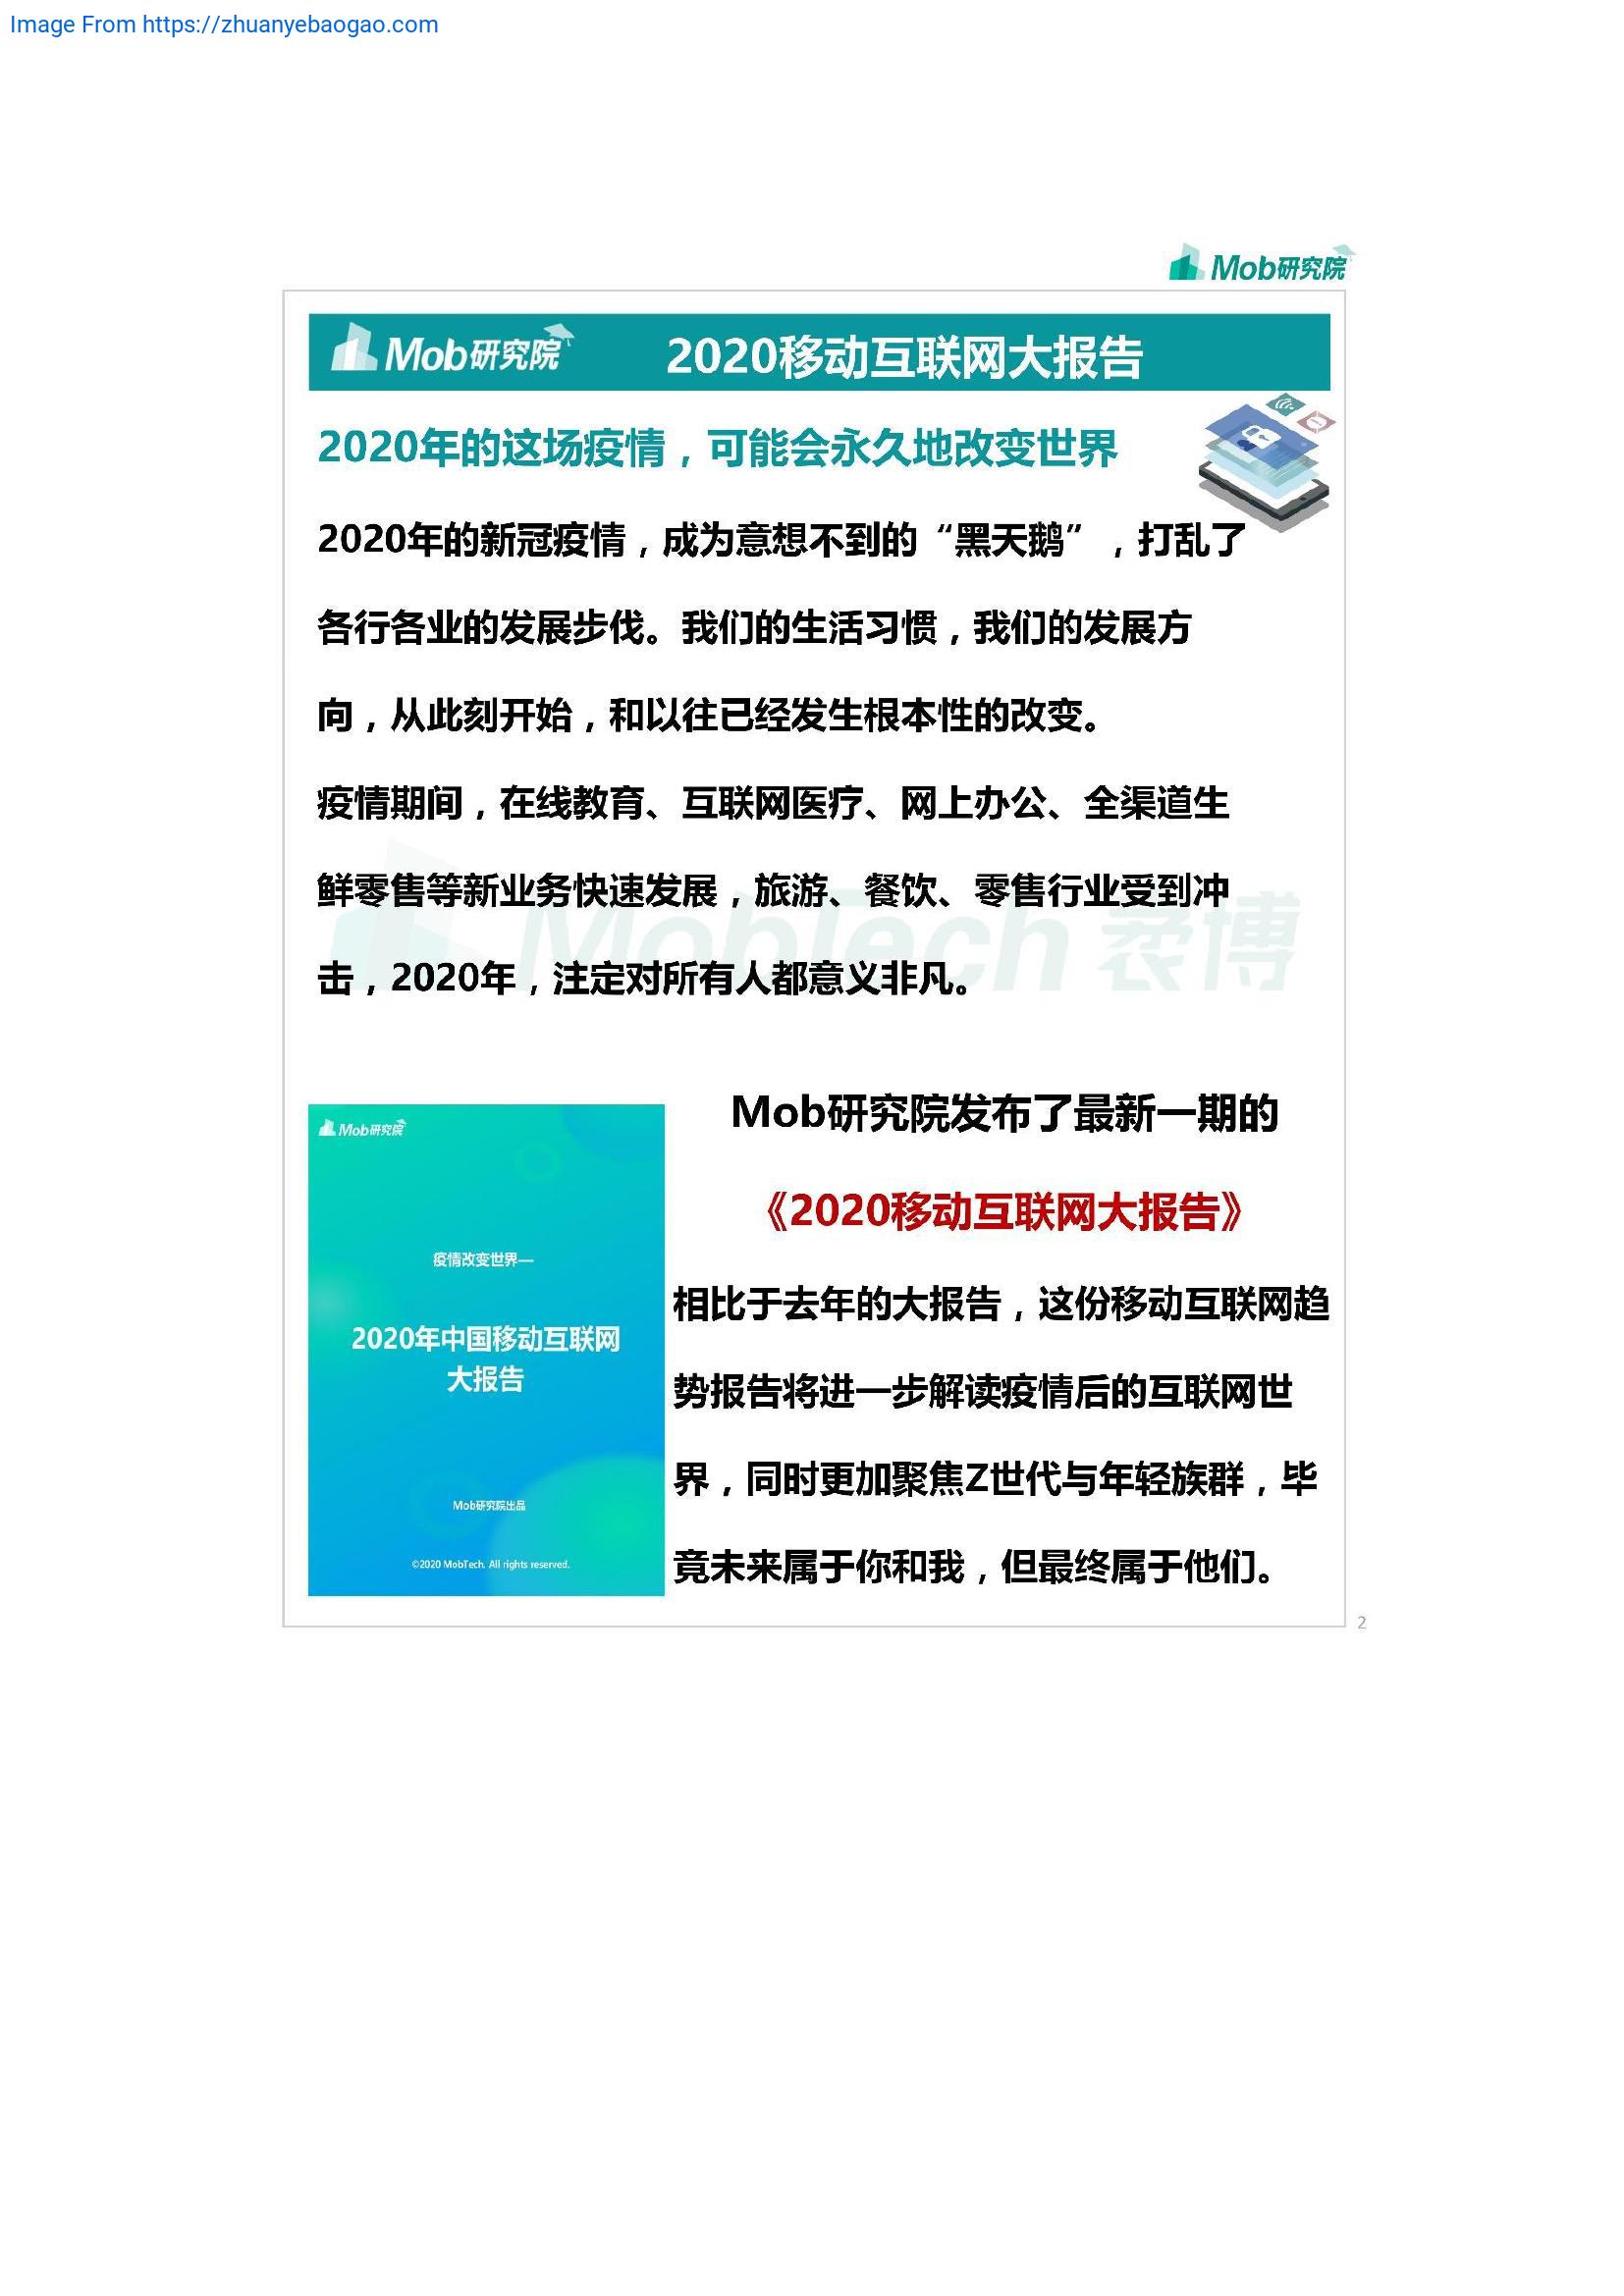 Image From https://zhuanyebaogao.com
Mob研究院
Mob研究院
2020移动互联网大报告
2020年的这场疫情，可能会永久地改变世界
2020年的新冠疫情，成为意想不到的“黑天鹅”，打乱了
各行各业的发展步伐。我们的生活习惯，我们的发展方
向，从此刻开始，和以往已经发生根本性的改变。
疫情期间，在线教育、互联网医疗、网上办公、全渠道生
鲜零售等新业务快速发展，旅游、餐饮、零售行业受到冲
击，2020年，注定对所有人都意义非凡。
MobTech 袤博
Mob研究院
疫情改变世界—
2020年中国移动互联网
大报告
Mob研究院出品
©2020 MobTech. All rights reserved.
Mob研究院发布了最新一期的
《2020移动互联网大报告》
相比于去年的大报告，这份移动互联网趋
势报告将进一步解读疫情后的互联网世
界，同时更加聚焦Z世代与年轻族群，毕
竟未来属于你和我，但最终属于他们。
2